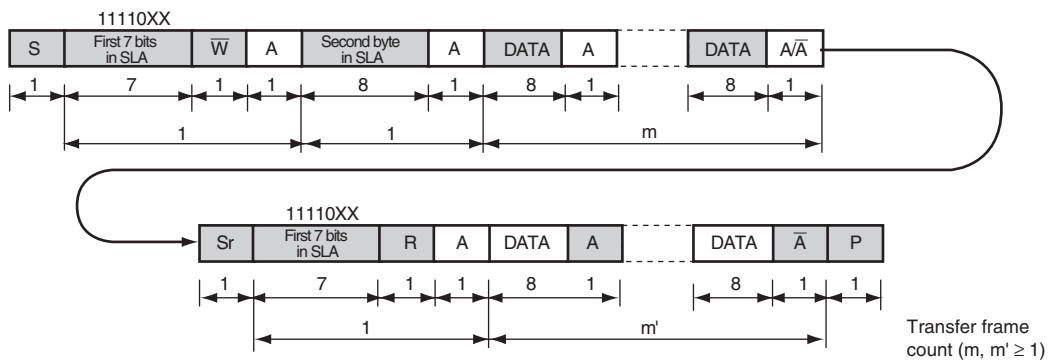 11110XX
S First 7 bits in SLA W̅ A Second byte in SLA A DATA A DATA A/A̅
1 7 1 1 8 1 8 1 8 1
1 1 m
11110XX
Sr First 7 bits in SLA R A DATA A DATA A̅ P
1 7 1 1 8 1 8 1 1
1 m'
Transfer frame
count (m, m' ≥ 1)